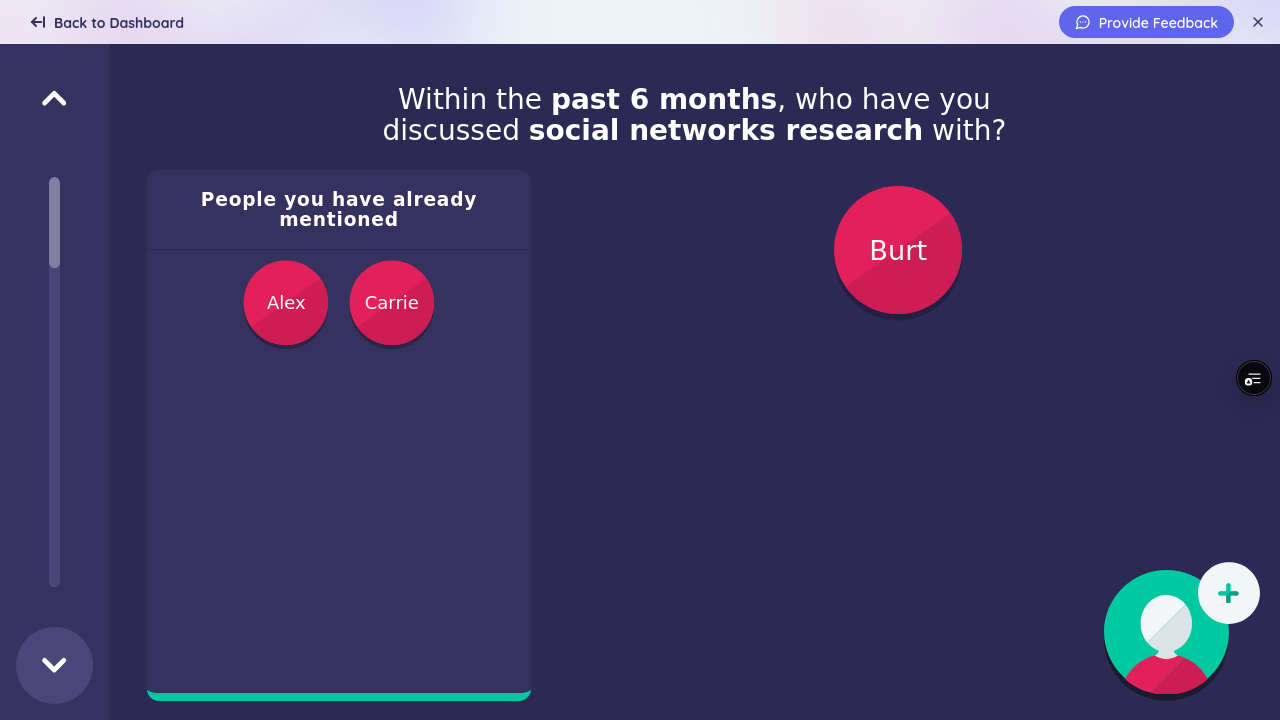 Back to Dashboard
Provide Feedback
Within the past 6 months, who have you
discussed social networks research with?
People you have already
mentioned
Alex
Carrie
Burt